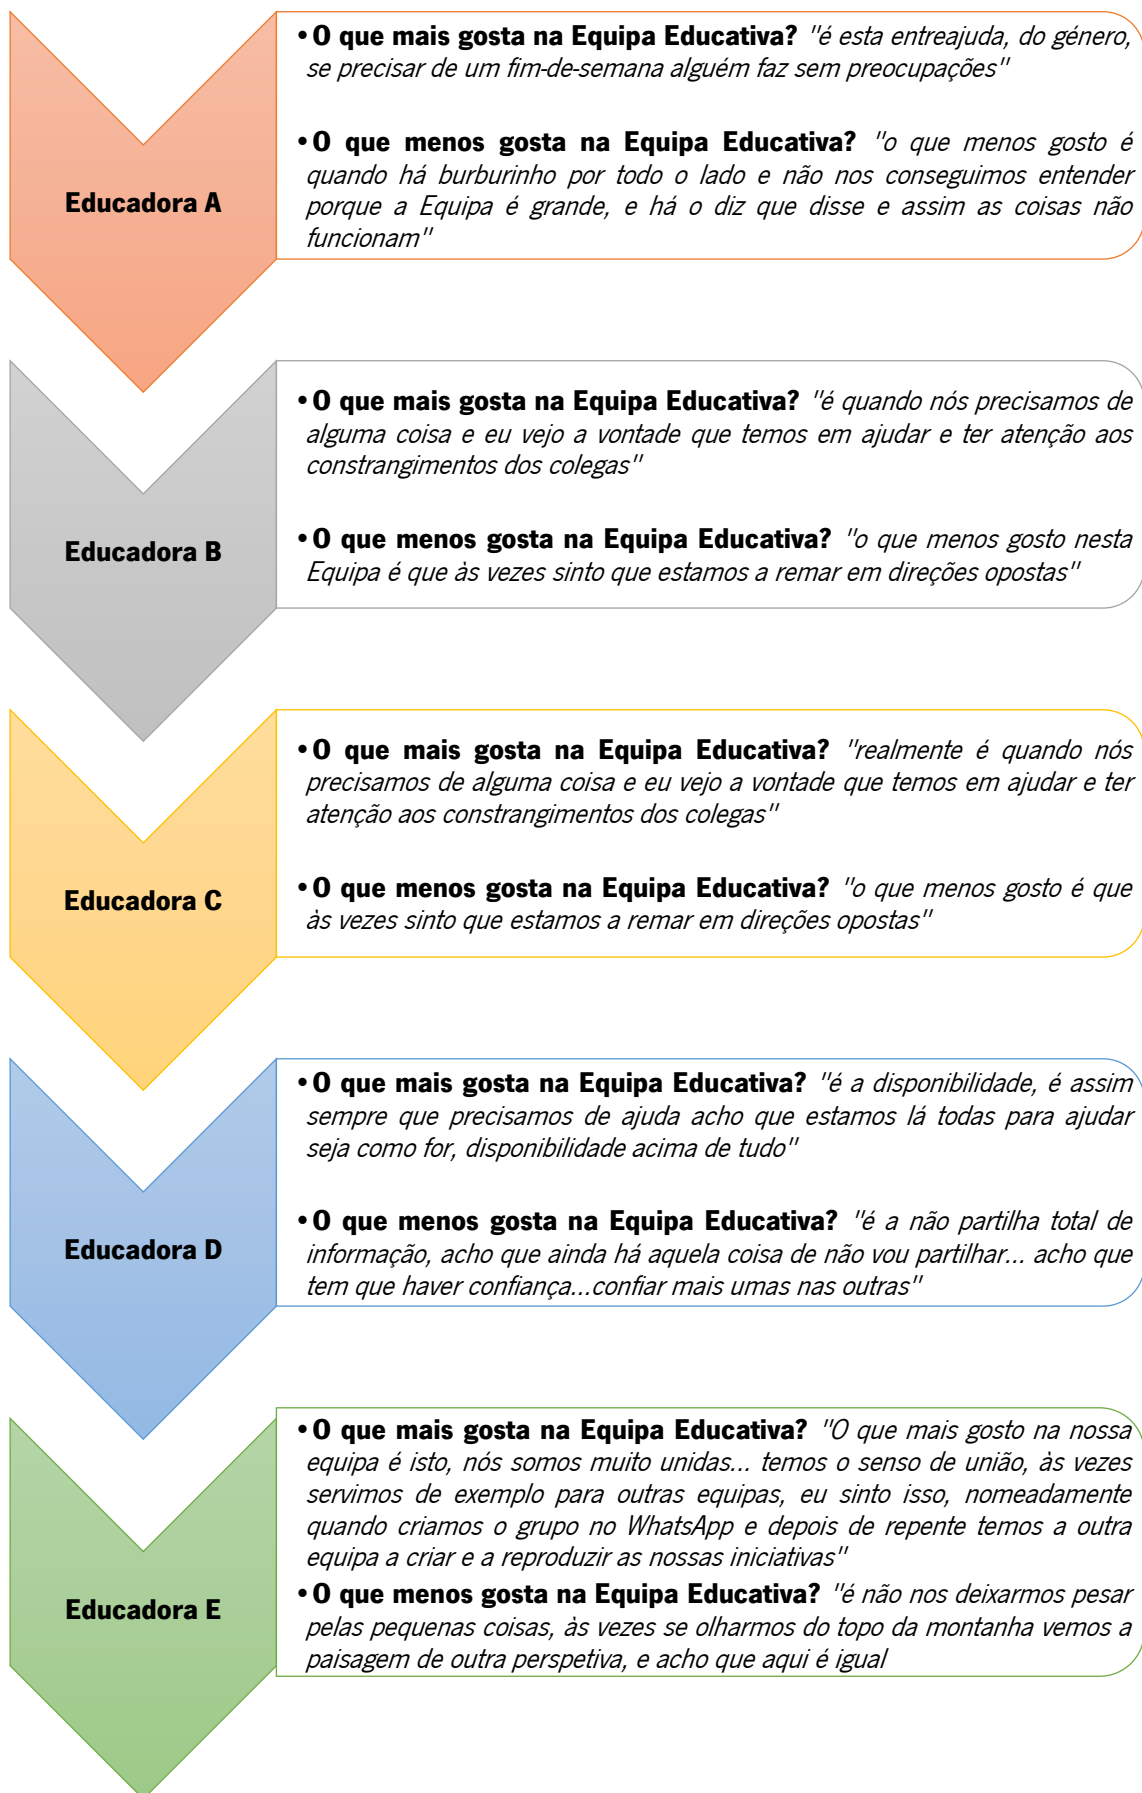 • O que mais gosta na Equipa Educativa? "é esta entreajuda, do género,
se precisar de um fim-de-semana alguém faz sem preocupações"
• O que menos gosta na Equipa Educativa? "o que menos gosto é
quando há burburinho por todo o lado e não nos conseguimos entender
porque a Equipa é grande, e há o diz que disse e assim as coisas não
funcionam"
Educadora A
• O que mais gosta na Equipa Educativa? "é quando nós precisamos de
alguma coisa e eu vejo a vontade que temos em ajudar e ter atenção aos
constrangimentos dos colegas"
• O que menos gosta na Equipa Educativa? "o que menos gosto nesta
Equipa é que às vezes sinto que estamos a remar em direções opostas"
Educadora B
• O que mais gosta na Equipa Educativa? "realmente é quando nós
precisamos de alguma coisa e eu vejo a vontade que temos em ajudar e ter
atenção aos constrangimentos dos colegas"
• O que menos gosta na Equipa Educativa? "o que menos gosto é que
às vezes sinto que estamos a remar em direções opostas"
Educadora C
• O que mais gosta na Equipa Educativa? "é a disponibilidade, é assim
sempre que precisamos de ajuda acho que estamos lá todas para ajudar
seja como for, disponibilidade acima de tudo"
• O que menos gosta na Equipa Educativa? "é a não partilha total de
informação, acho que ainda há aquela coisa de não vou partilhar... acho que
tem que haver confiança...confiar mais umas nas outras"
Educadora D
• O que mais gosta na Equipa Educativa? "O que mais gosto na nossa
equipa é isto, nós somos muito unidas... temos o senso de união, às vezes
servimos de exemplo para outras equipas, eu sinto isso, nomeadamente
quando criamos o grupo no WhatsApp e depois de repente temos a outra
equipa a criar e a reproduzir as nossas iniciativas"
• O que menos gosta na Equipa Educativa? "é não nos deixarmos pesar
pelas pequenas coisas, às vezes se olharmos do topo da montanha vemos a
paisagem de outra perspetiva, e acho que aqui é igual
Educadora E